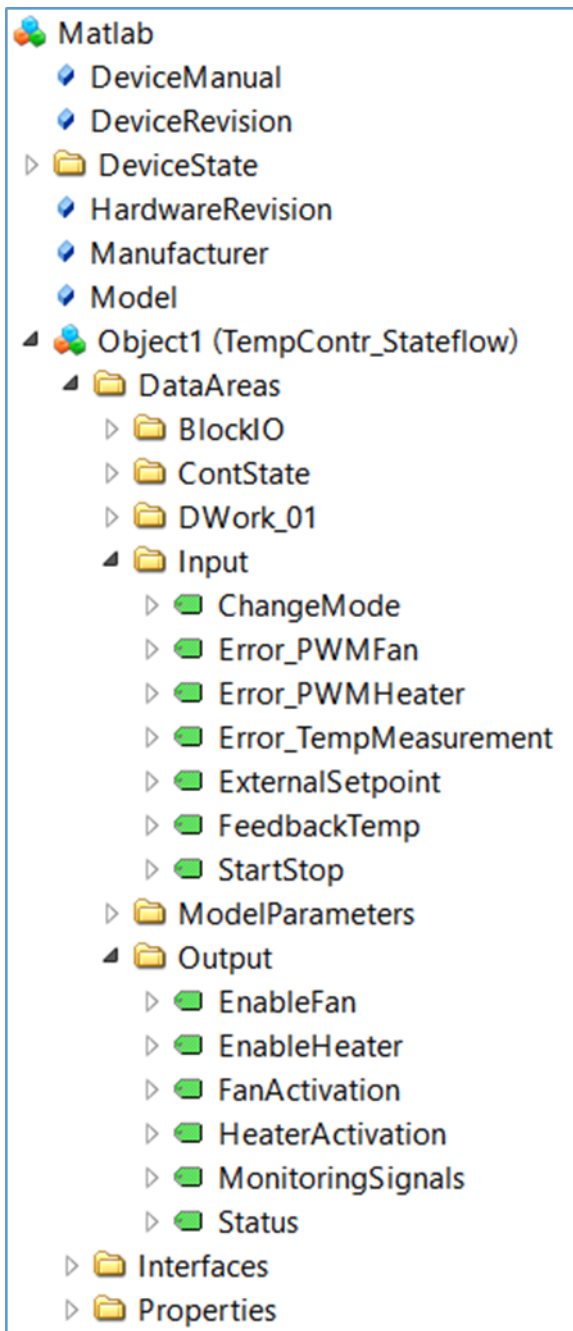 Matlab
DeviceManual
DeviceRevision
DeviceState
HardwareRevision
Manufacturer
Model
Object1 (TempContr_Stateflow)
DataAreas
BlockIO
ContState
DWork_01
Input
ChangeMode
Error_PWMFan
Error_PWMHeater
Error_TempMeasurement
ExternalSetpoint
FeedbackTemp
StartStop
ModelParameters
Output
EnableFan
EnableHeater
FanActivation
HeaterActivation
MonitoringSignals
Status
Interfaces
Properties